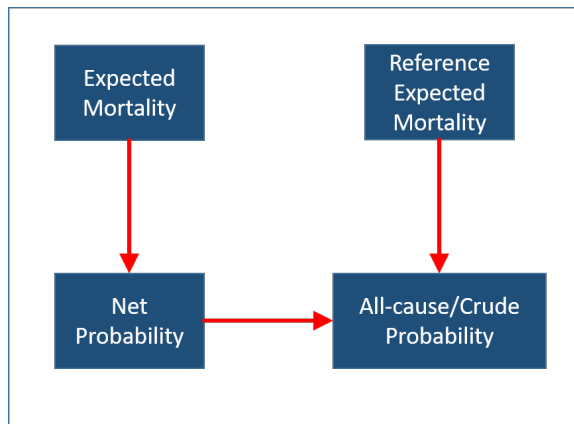 Expected
Mortality
Reference
Expected
Mortality
Net
Probability
All-cause/Crude
Probability